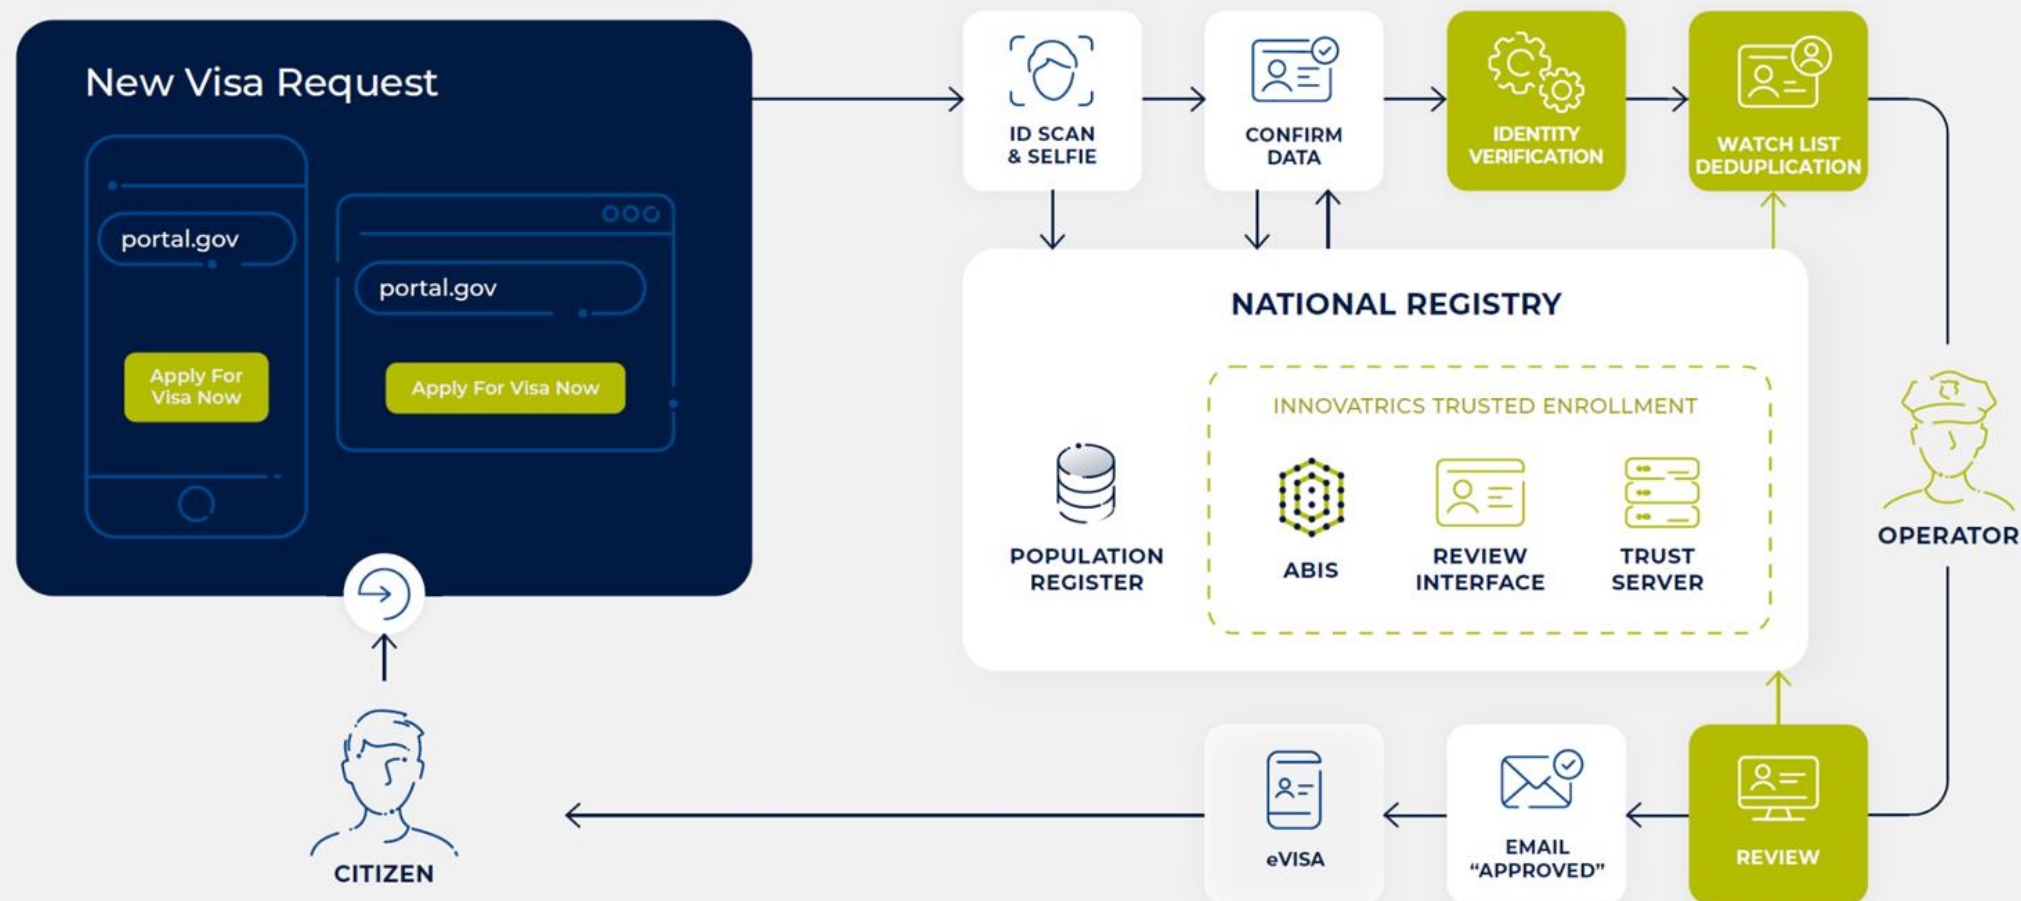 New Visa Request
portal.gov
Apply For
Visa Now
portal.gov
Apply For Visa Now
CITIZEN
ID SCAN
& SELFIE
CONFIRM
DATA
IDENTITY
VERIFICATION
WATCH LIST
DEDUPLICATION
NATIONAL REGISTRY
INNOVATRICS TRUSTED ENROLLMENT
POPULATION
REGISTER
ABIS
REVIEW
INTERFACE
TRUST
SERVER
OPERATOR
REVIEW
EMAIL
“APPROVED”
eVISA